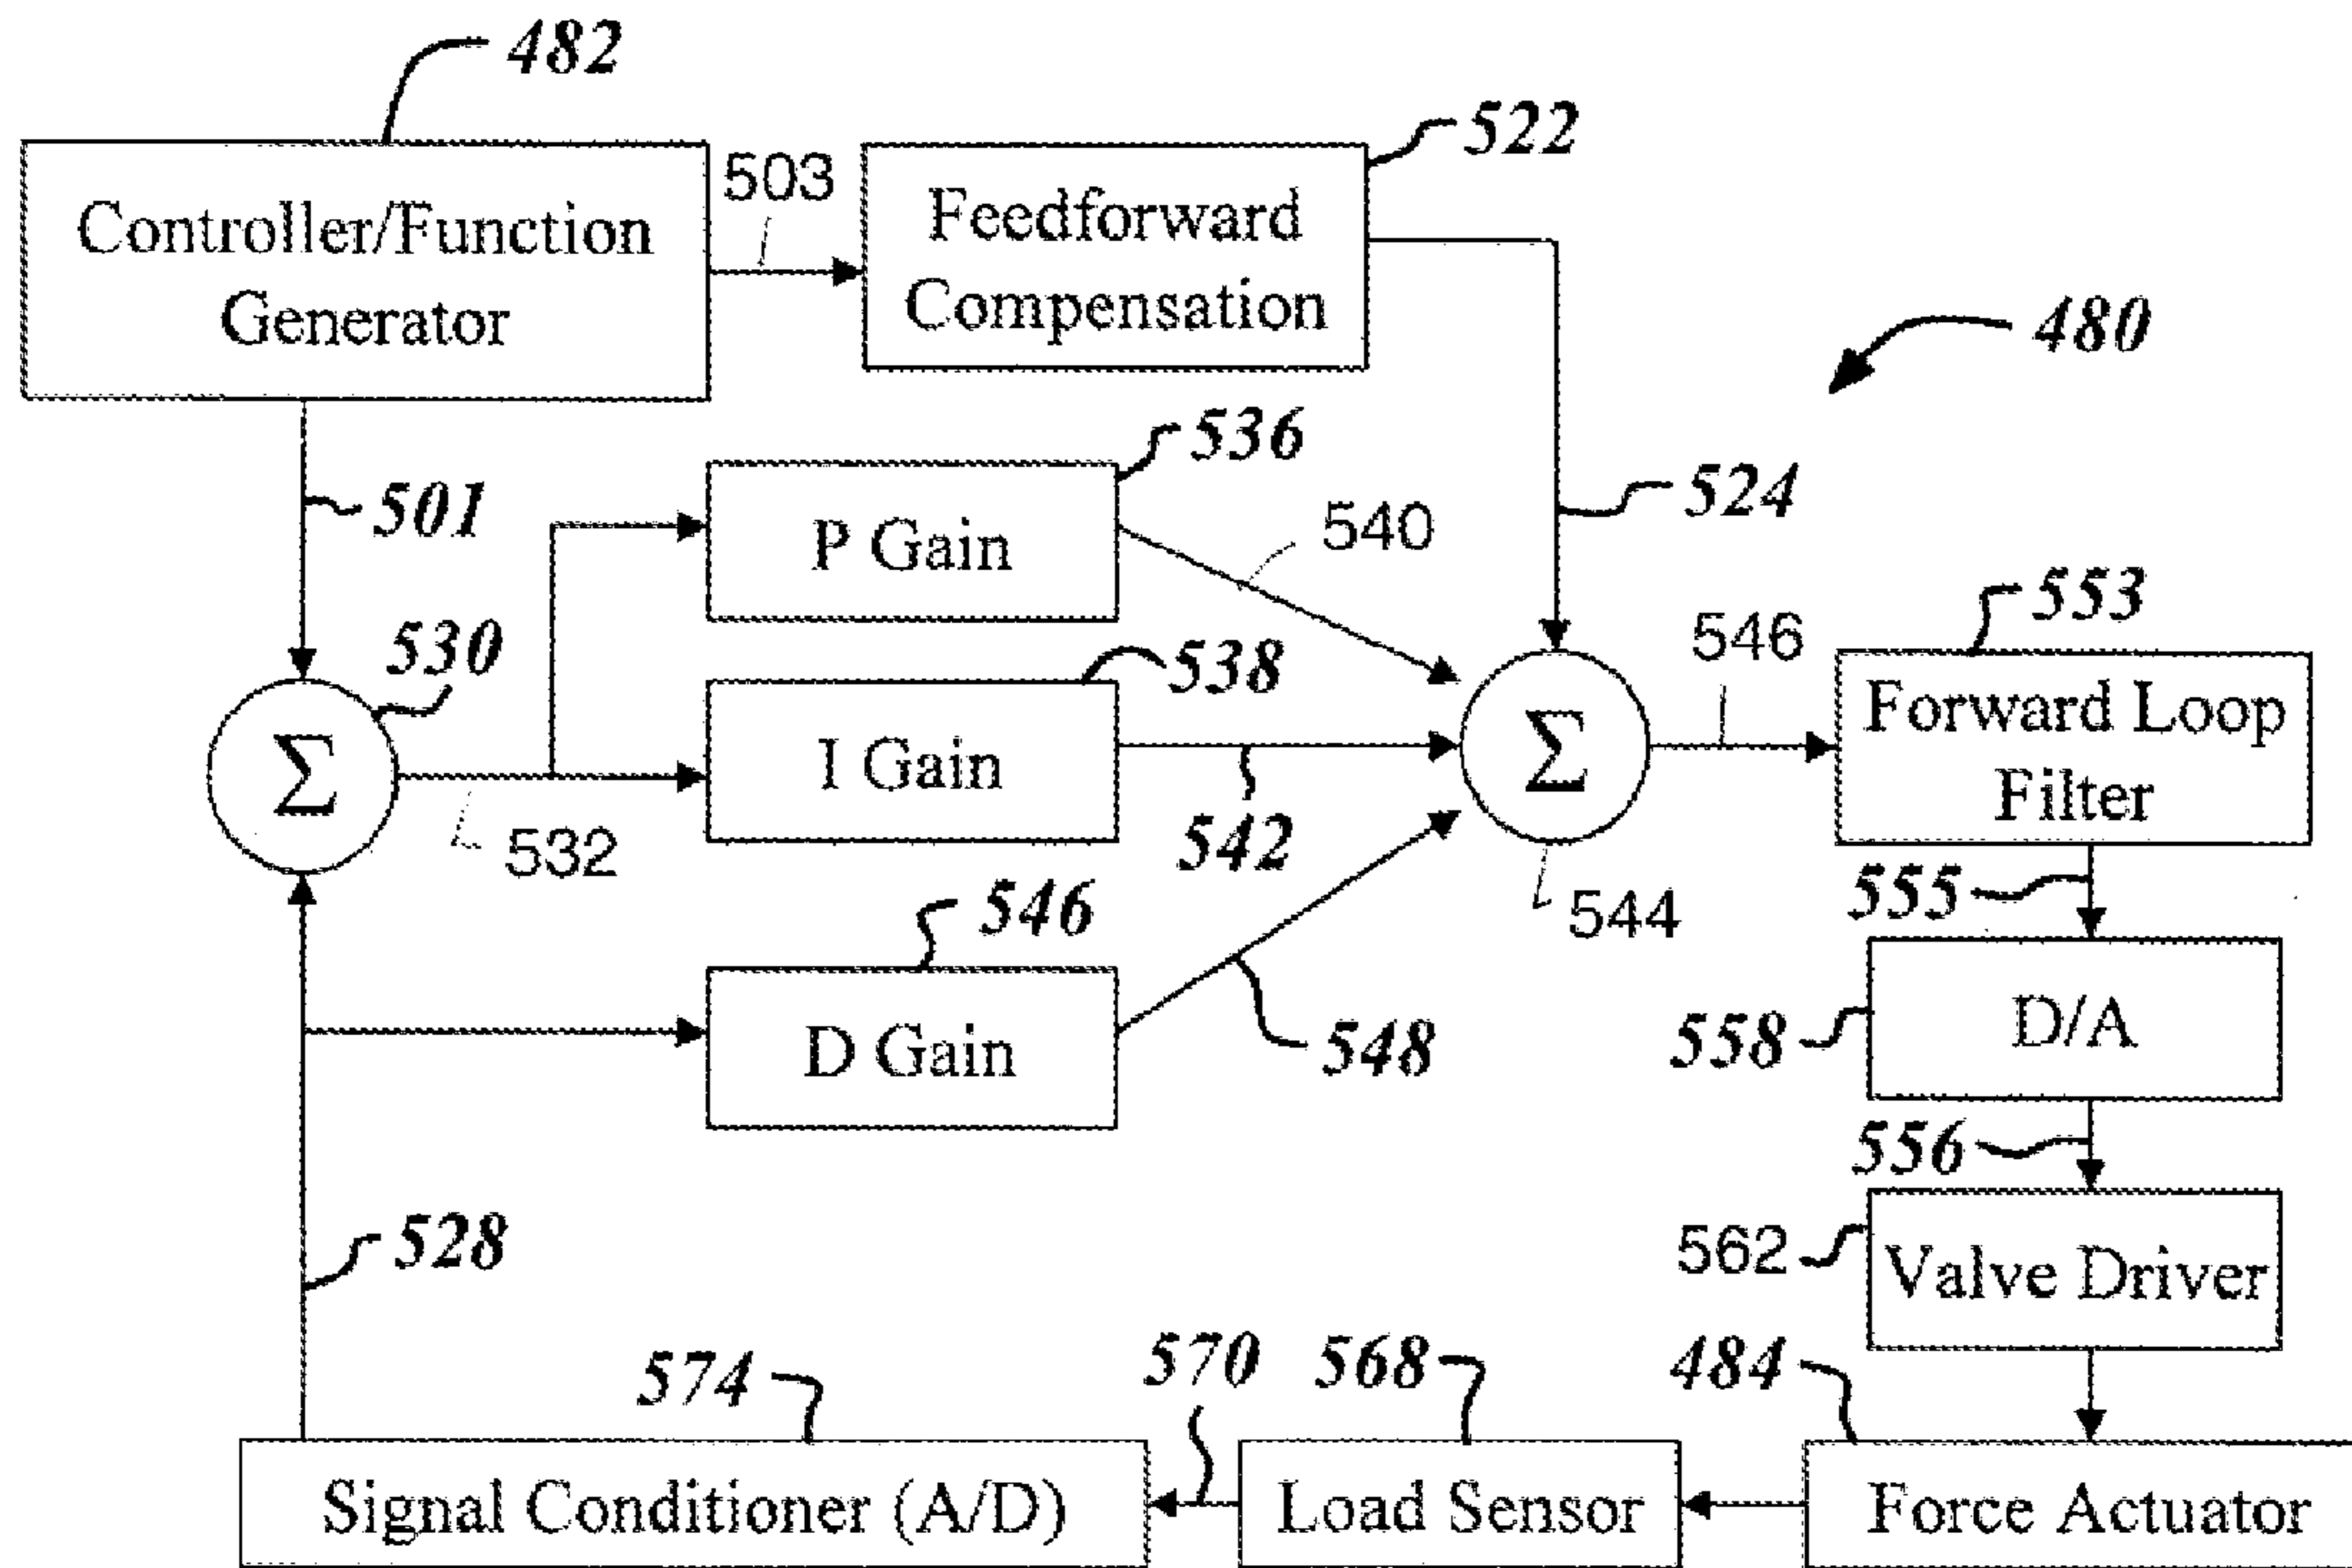 482
522
503
Controller/Function
Generator
Feedforward
Compensation
480
536
501
P Gain
540
524
553
530
538
546
Σ
I Gain
Σ
Forward Loop
Filter
532
542
544
555
546
D Gain
548
558
D/A
556
528
562
Valve Driver
574
570
568
484
Signal Conditioner (A/D)
Load Sensor
Force Actuator